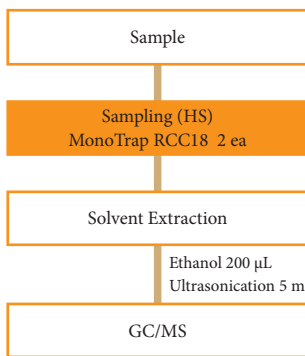 Sample
Sampling (HS)
MonoTrap RCC18 2 ea
Solvent Extraction
Ethanol 200 μL
Ultrasonication 5 m
GC/MS